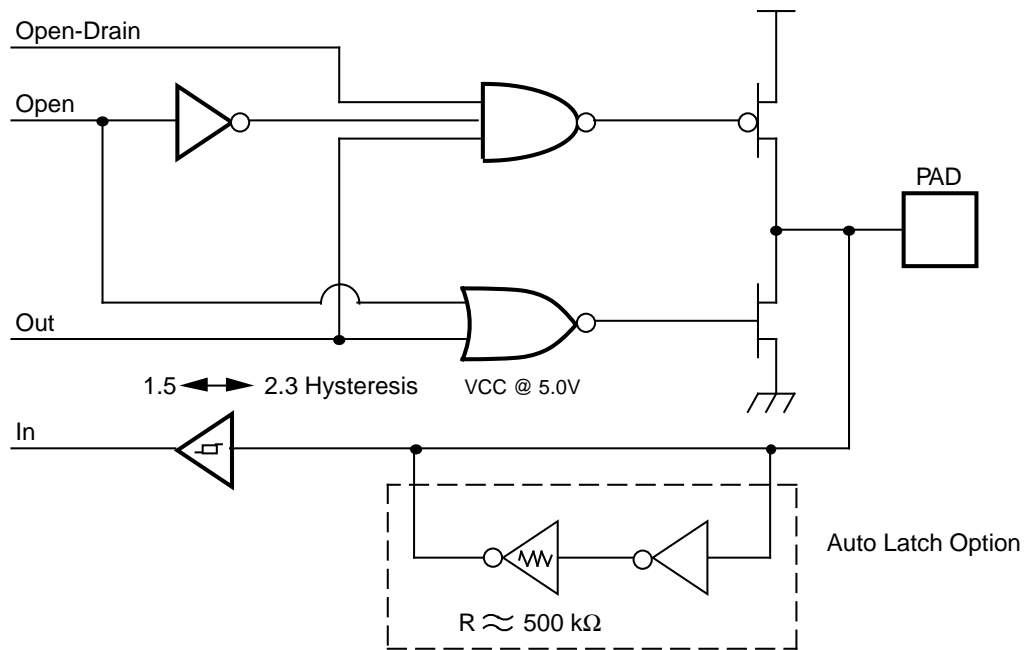 Open-Drain
Open
PAD
Out
1.5 2.3 Hysteresis VCC @ 5.0V
In
Auto Latch Option
R ≈ 500 kΩ